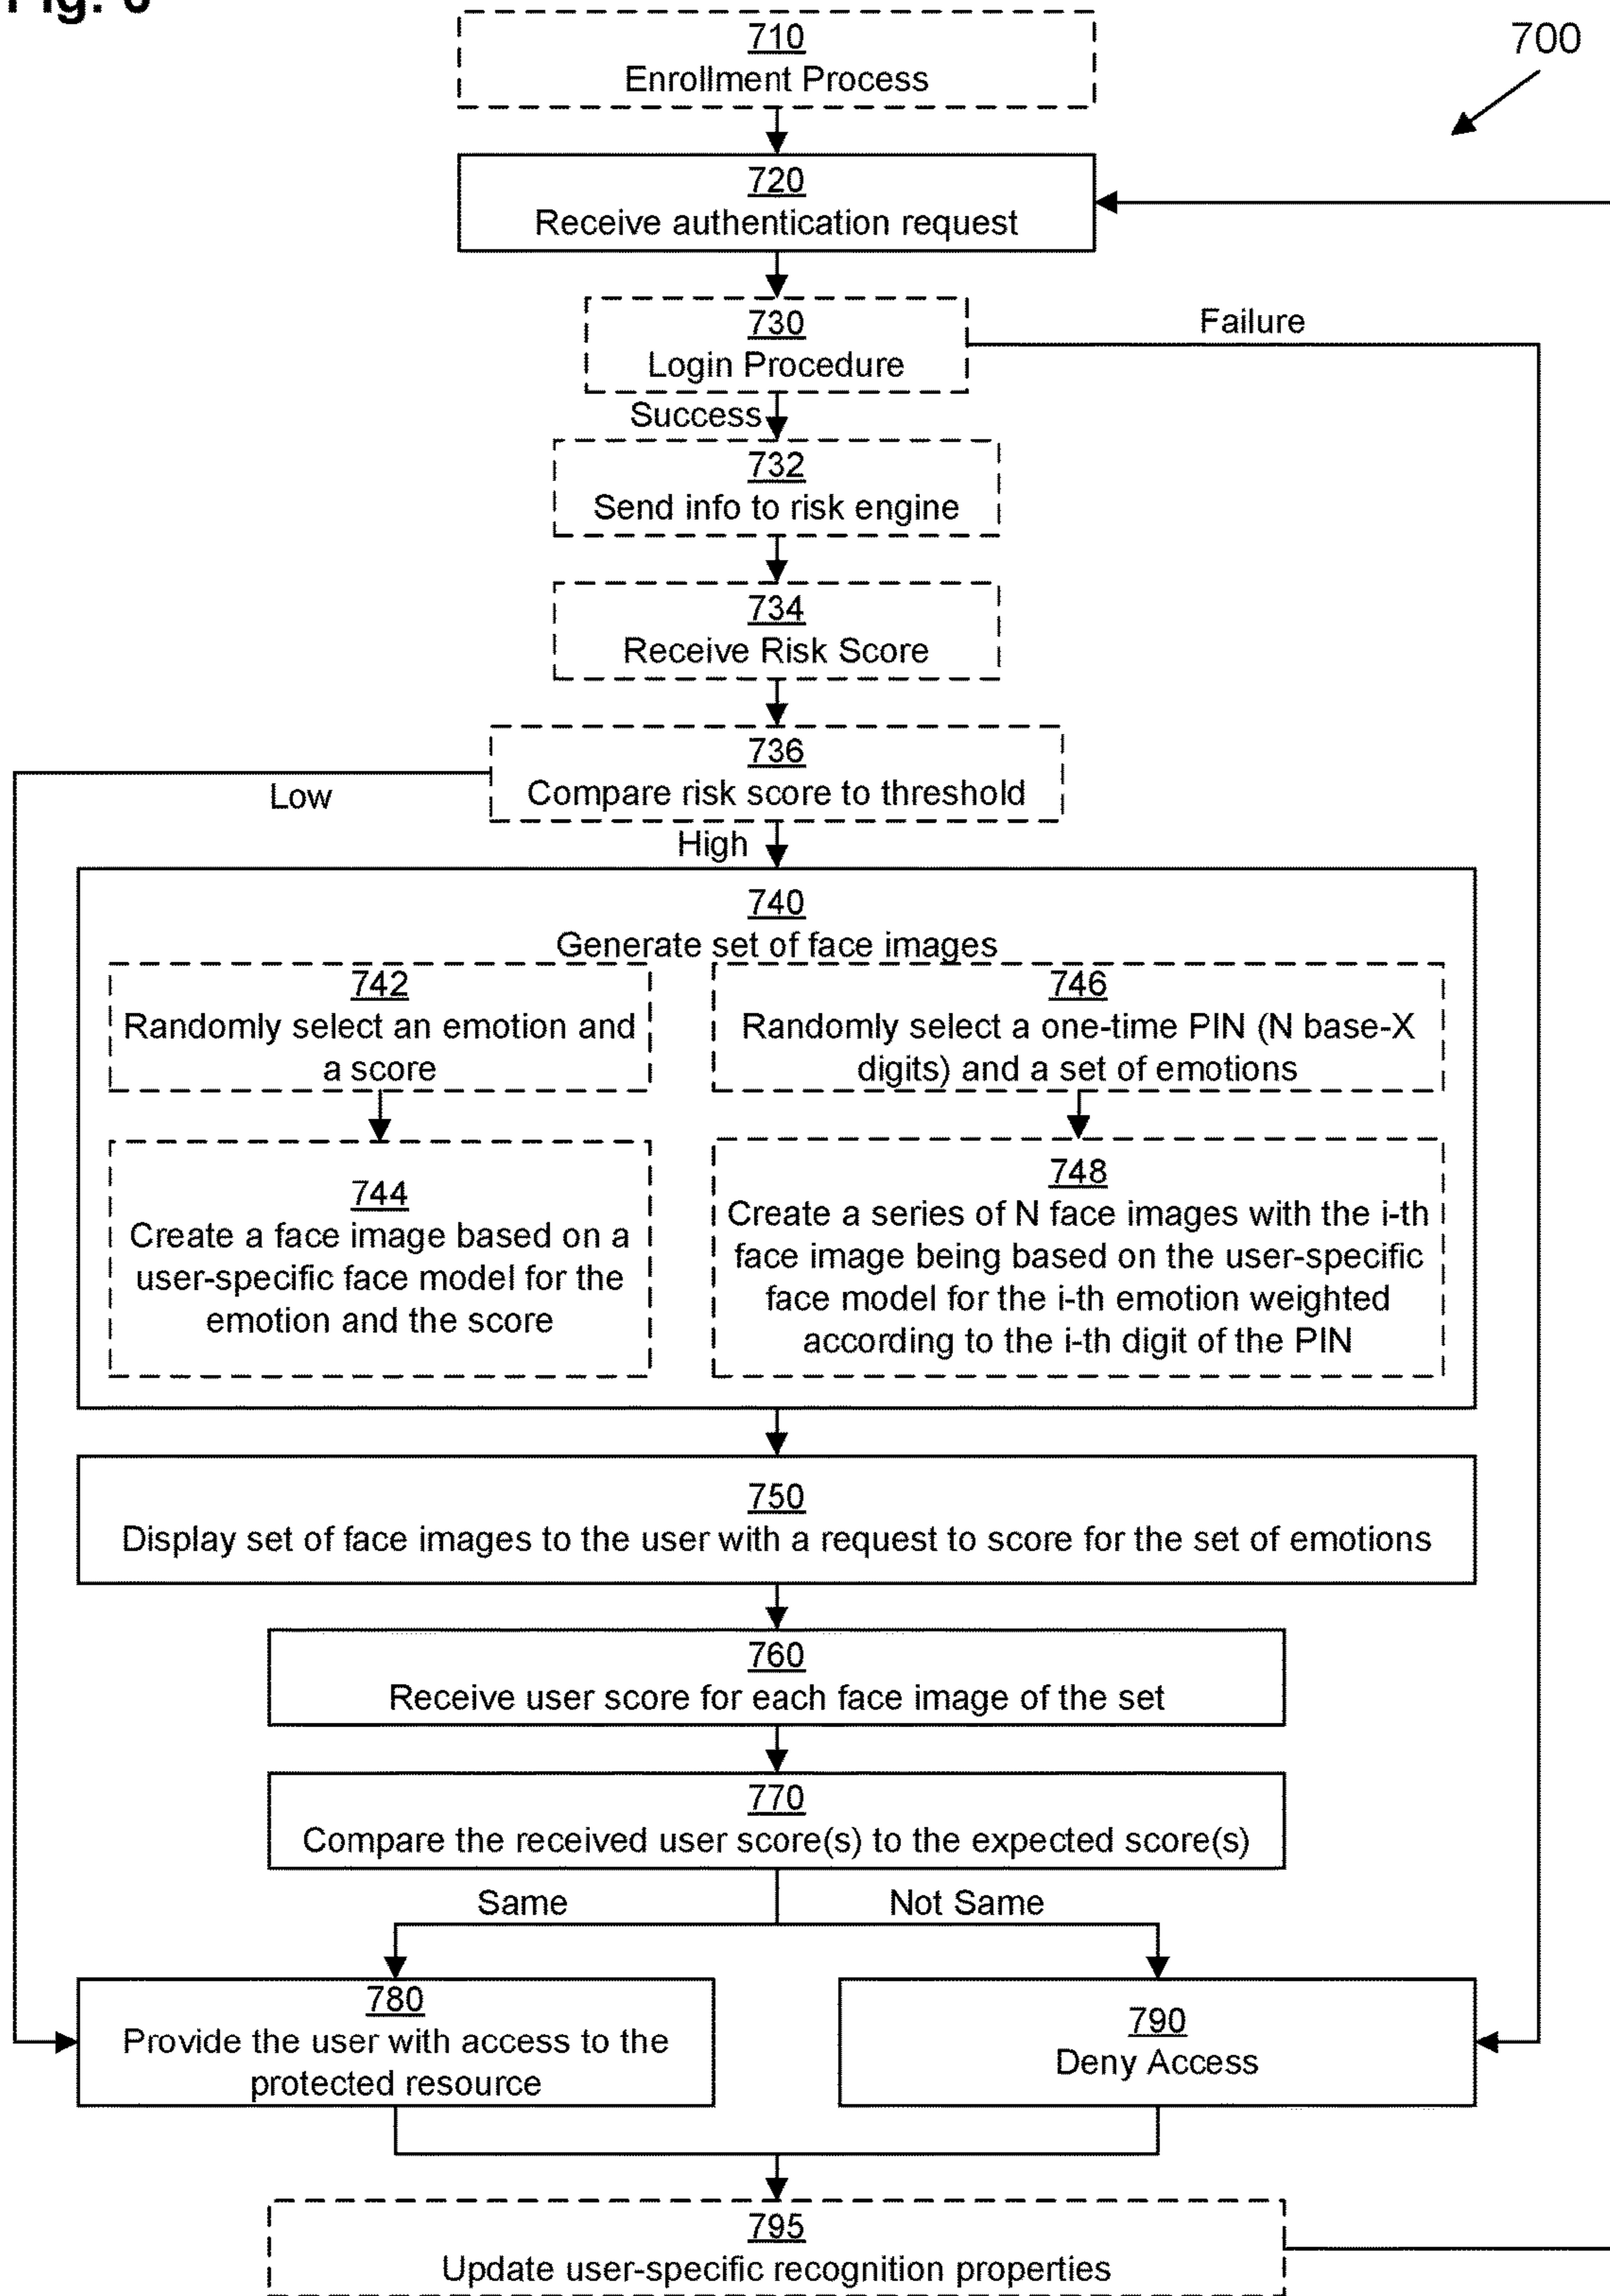 710
Enrollment Process
700
720
Receive authentication request
730
Login Procedure
Failure
Success
732
Send info to risk engine
734
Receive Risk Score
736
Compare risk score to threshold
Low
High
740
Generate set of face images
742
Randomly select an emotion and
a score
746
Randomly select a one-time PIN (N base-X
digits) and a set of emotions
744
Create a face image based on a
user-specific face model for the
emotion and the score
748
Create a series of N face images with the i-th
face image being based on the user-specific
face model for the i-th emotion weighted
according to the i-th digit of the PIN
750
Display set of face images to the user with a request to score for the set of emotions
760
Receive user score for each face image of the set
770
Compare the received user score(s) to the expected score(s)
Same
Not Same
780
Provide the user with access to the
protected resource
790
Deny Access
795
Update user-specific recognition properties